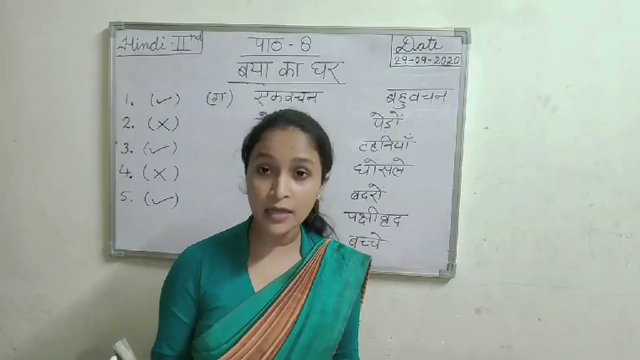 Hindi - IInd
पाठ - 8
Date
29-09-2020
बया का घर
1. (✓)
(ग) एकवचन
बहुवचन
2. (×)
पेडों
3. (✓)
टहनियाँ
4. (×)
घोंसले
5. (✓)
बदरों
पक्षीवृद
बच्चे